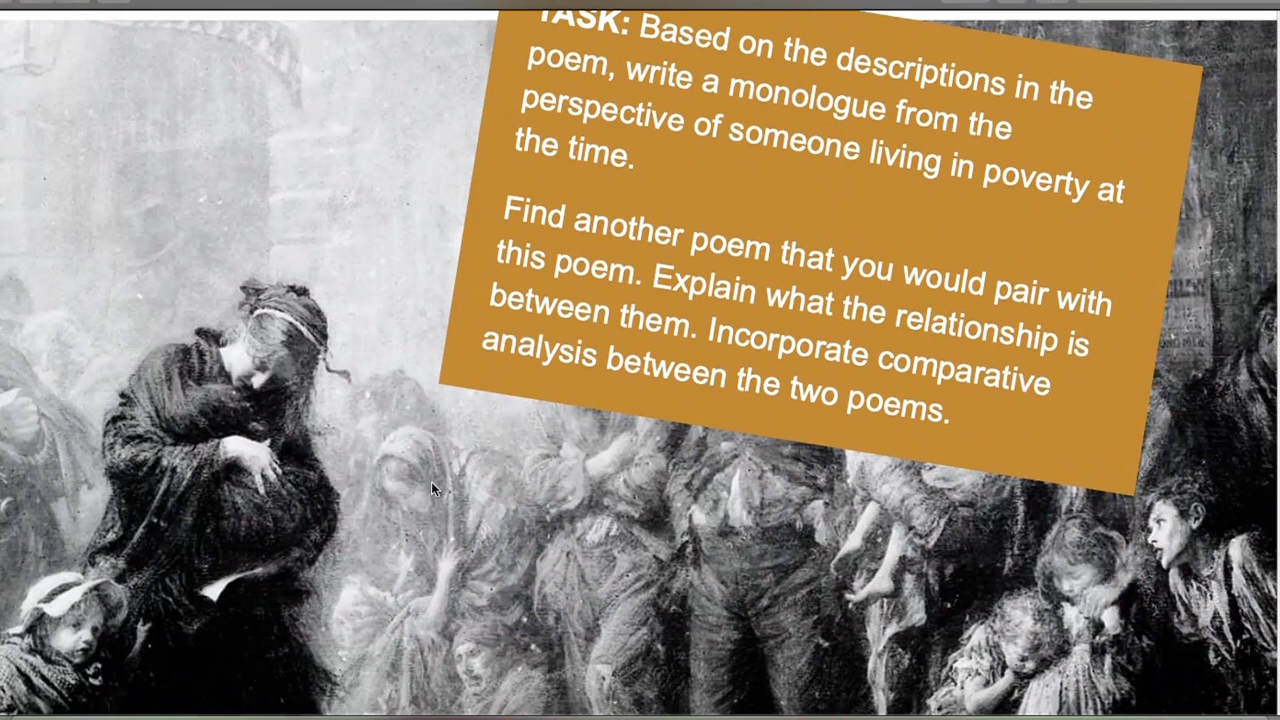 TASK: Based on the descriptions in the
poem, write a monologue from the
perspective of someone living in poverty at
the time.
Find another poem that you would pair with
this poem. Explain what the relationship is
between them. Incorporate comparative
analysis between the two poems.